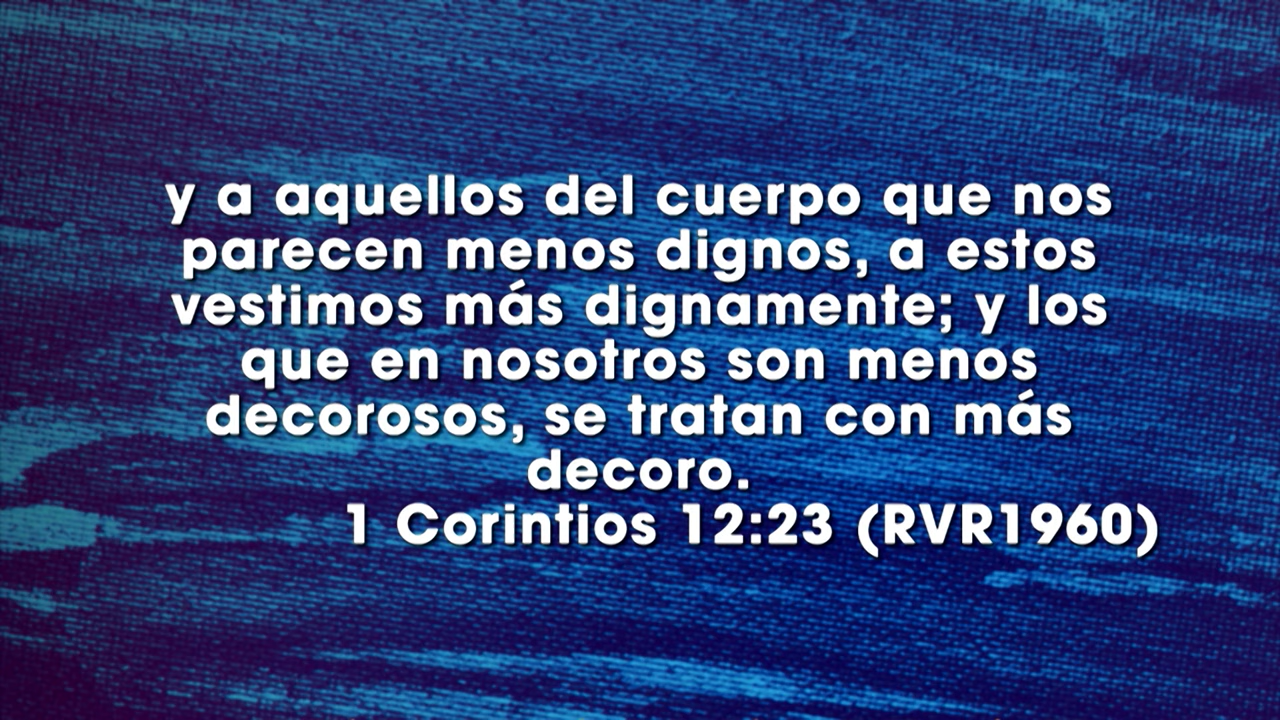 y a aquellos del cuerpo que nos
parecen menos dignos, a estos
vestimos más dignamente; y los
que en nosotros son menos
decorosos, se tratan con más
decoro.
1 Corintios 12:23 (RVR1960)